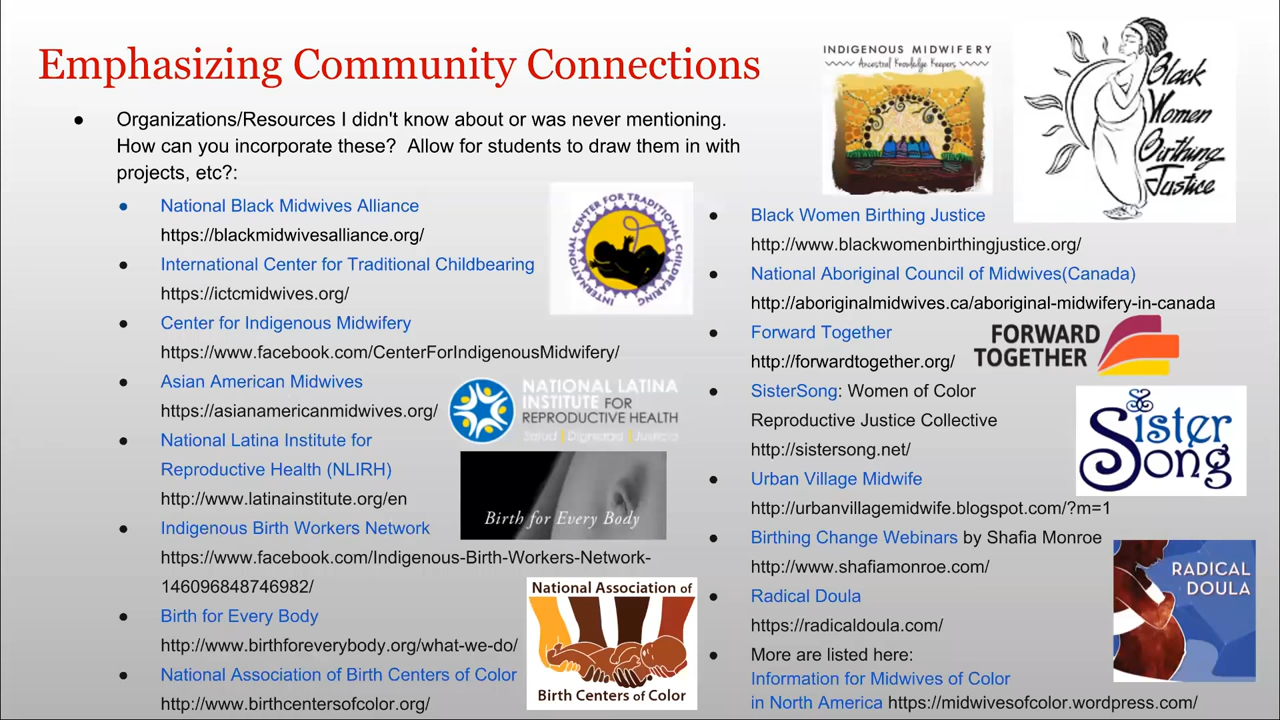 Emphasizing Community Connections
● Organizations/Resources I didn't know about or was never mentioning.
How can you incorporate these?  Allow for students to draw them in with
projects, etc?:
● National Black Midwives Alliance
https://blackmidwivesalliance.org/
● International Center for Traditional Childbearing
https://ictcmidwives.org/
● Center for Indigenous Midwifery
https://www.facebook.com/CenterForIndigenousMidwifery/
● Asian American Midwives
https://asianamericanmidwives.org/
● National Latina Institute for
Reproductive Health (NLIRH)
http://www.latinainstitute.org/en
● Indigenous Birth Workers Network
https://www.facebook.com/Indigenous-Birth-Workers-Network-
146096848746982/
● Birth for Every Body
http://www.birthforeverybody.org/what-we-do/
● National Association of Birth Centers of Color
http://www.birthcentersofcolor.org/
INTERNATIONAL CENTER FOR TRADITIONAL CHILDBEARING
NATIONAL LATINA
INSTITUTE FOR
REPRODUCTIVE HEALTH
Salud | Dignidad | Justicia
Birth for Every Body
National Association of
Birth Centers of Color
INDIGENOUS MIDWIFERY
Ancestral Knowledge Keepers
Black
Women
Birthing
Justice
● Black Women Birthing Justice
http://www.blackwomenbirthingjustice.org/
● National Aboriginal Council of Midwives(Canada)
http://aboriginalmidwives.ca/aboriginal-midwifery-in-canada
● Forward Together
http://forwardtogether.org/
● SisterSong: Women of Color
Reproductive Justice Collective
http://sistersong.net/
● Urban Village Midwife
http://urbanvillagemidwife.blogspot.com/?m=1
● Birthing Change Webinars by Shafia Monroe
http://www.shafiamonroe.com/
● Radical Doula
https://radicaldoula.com/
● More are listed here:
Information for Midwives of Color
in North America https://midwivesofcolor.wordpress.com/
FORWARD
TOGETHER
Sister
Song
RADICAL
DOULA